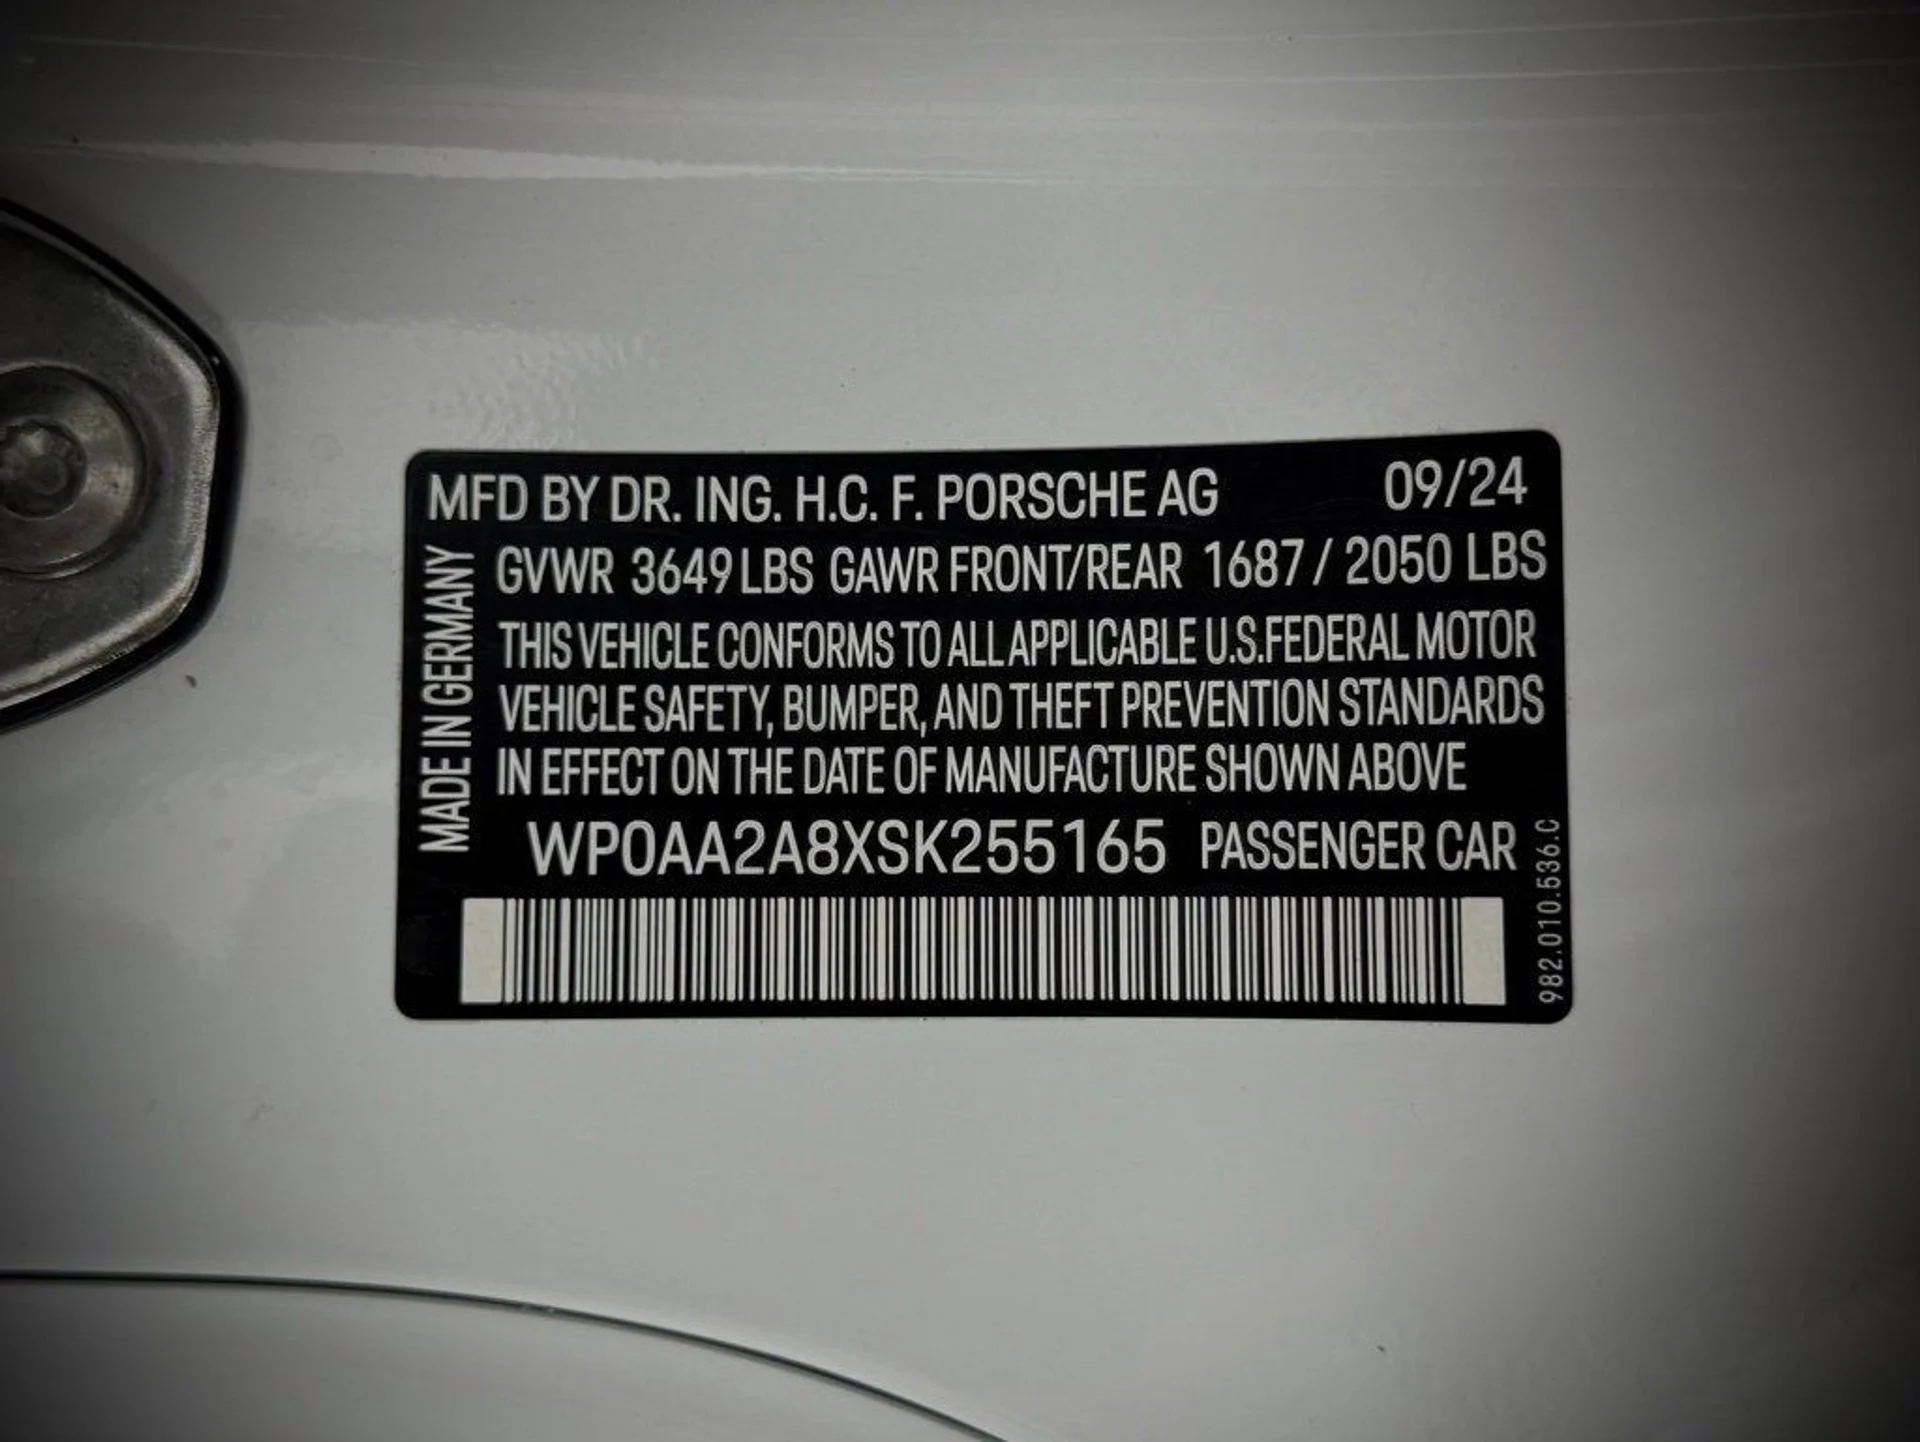 MFD BY DR. ING. H.C. F. PORSCHE AG 09/24
MADE IN GERMANY
GVWR 3649 LBS GAWR FRONT/REAR 1687 / 2050 LBS
THIS VEHICLE CONFORMS TO ALL APPLICABLE U.S.FEDERAL MOTOR
VEHICLE SAFETY, BUMPER, AND THEFT PREVENTION STANDARDS
IN EFFECT ON THE DATE OF MANUFACTURE SHOWN ABOVE
WP0AA2A8XSK255165 PASSENGER CAR
982.010.536.C